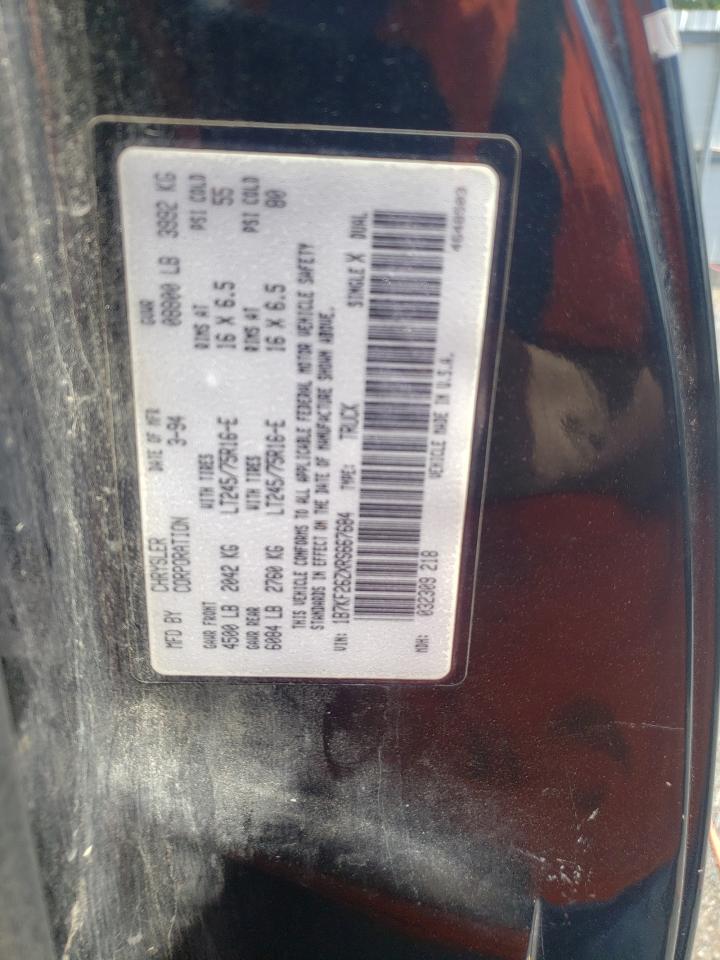 MFD BY CHRYSLER CORPORATION DATE OF MFR 3-94 GVWR 08800 LB 3992 KG
GAWR FRONT WITH TIRES RIMS AT PSI COLD
4500 LB 2042 KG LT245/75R16-E 16 X 6.5 55
GAWR REAR WITH TIRES RIMS AT PSI COLD
6084 LB 2760 KG LT245/75R16-E 16 X 6.5 80
THIS VEHICLE CONFORMS TO ALL APPLICABLE FEDERAL MOTOR VEHICLE SAFETY
STANDARDS IN EFFECT ON THE DATE OF MANUFACTURE SHOWN ABOVE.
VIN: 1B7KF26ZXRS667684 TYPE: TRUCK SINGLE X DUAL
MDH: 032309 218 VEHICLE MADE IN U.S.A. 4648503